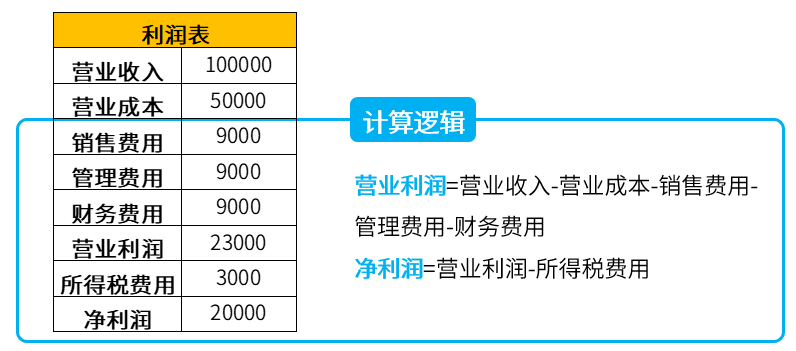 利润表
营业收入 100000
营业成本 50000
销售费用 9000
管理费用 9000
财务费用 9000
营业利润 23000
所得税费用 3000
净利润 20000
计算逻辑
营业利润=营业收入-营业成本-销售费用-
管理费用-财务费用
净利润=营业利润-所得税费用